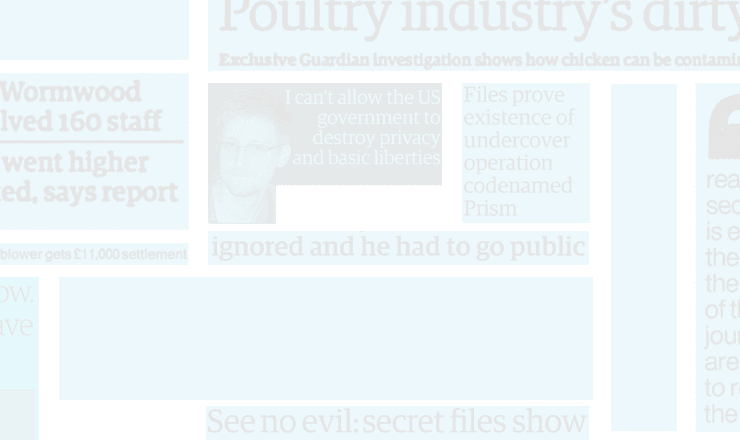 Poultry industry's dirty
Exclusive Guardian investigation shows how chicken can be
Wormwood
lved 160 staff
went higher
ed, says report
blower gets £11,000 settlement
I can't allow the US
government to
destroy privacy
and basic liberties
Files prove
existence of
undercover
operation
codenamed
Prism
ignored and he had to go public
ow.
ave
See no evil: secret files show
rea
sec
is e
the
the
of th
jour
are
to re
the